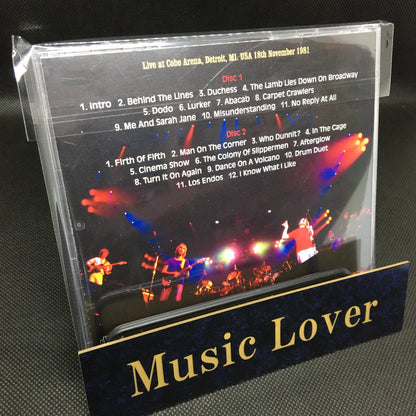 Live at Cobo Arena, Detroit, MI. USA 18th November 1981
Disc 1
1. Intro 2. Behind The Lines 3. Duchess 4. The Lamb Lies Down On Broadway
5. Dodo 6. Lurker 7. Abacab 8. Carpet Crawlers
9. Me And Sarah Jane 10. Misunderstanding 11. No Reply At All
Disc 2
1. Firth Of Fifth 2. Man On The Corner 3. Who Dunnit? 4. In The Cage
5. Cinema Show 6. The Colony Of Slippermen 7. Afterglow
8. Turn It On Again 9. Dance On A Volcano 10. Drum Duet
11. Los Endos 12. I Know What I Like
Music Lover